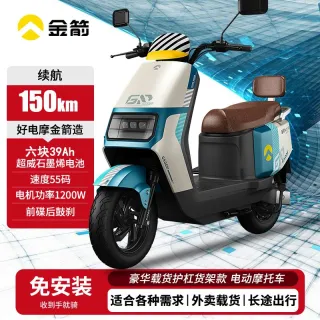 金箭
续航
150km
好电摩金箭造
六块39Ah
超威石墨烯电池
速度55码
电机功率1200W
前碟后鼓刹
免安装
收到手就骑
豪华载货护杠货架款 电动摩托车
适合各种需求|外卖载货|长途出行